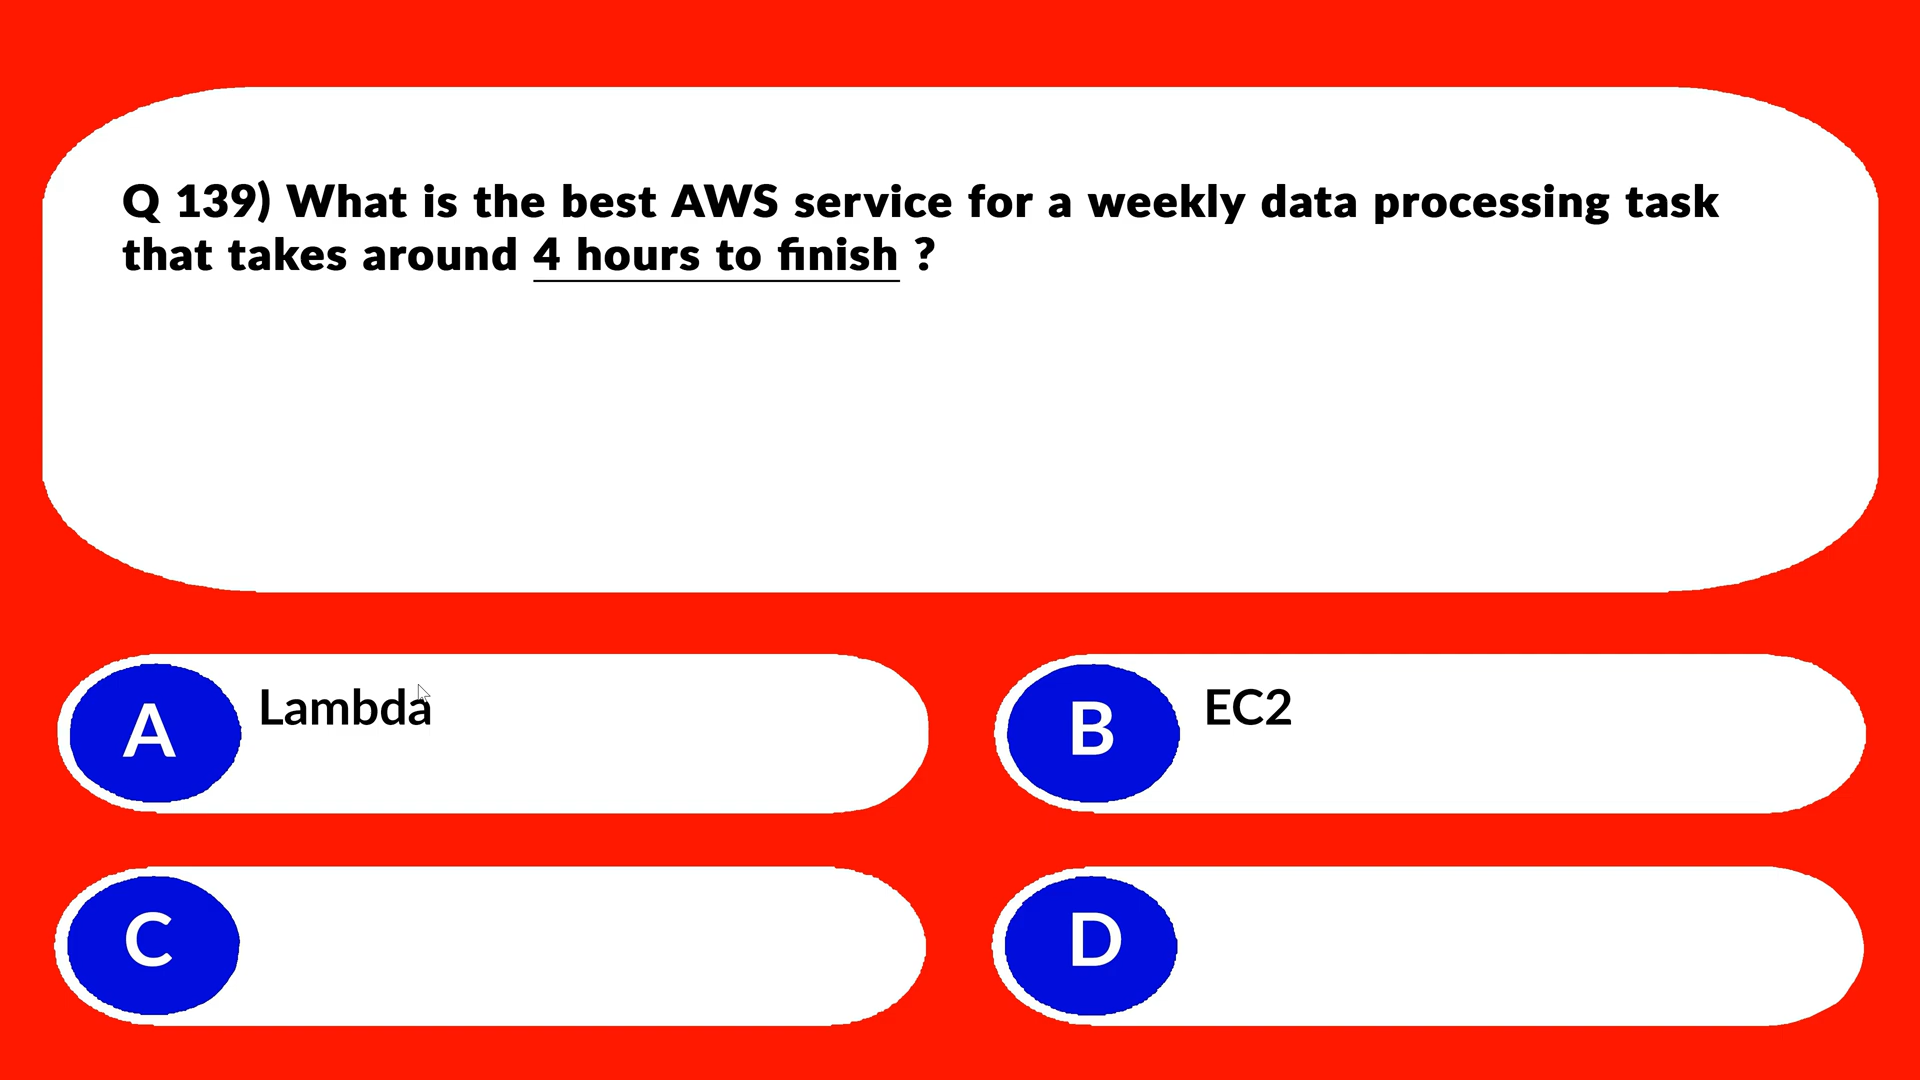 Q 139) What is the best AWS service for a weekly data processing task
that takes around 4 hours to finish ?
A Lambda
B EC2
C
D